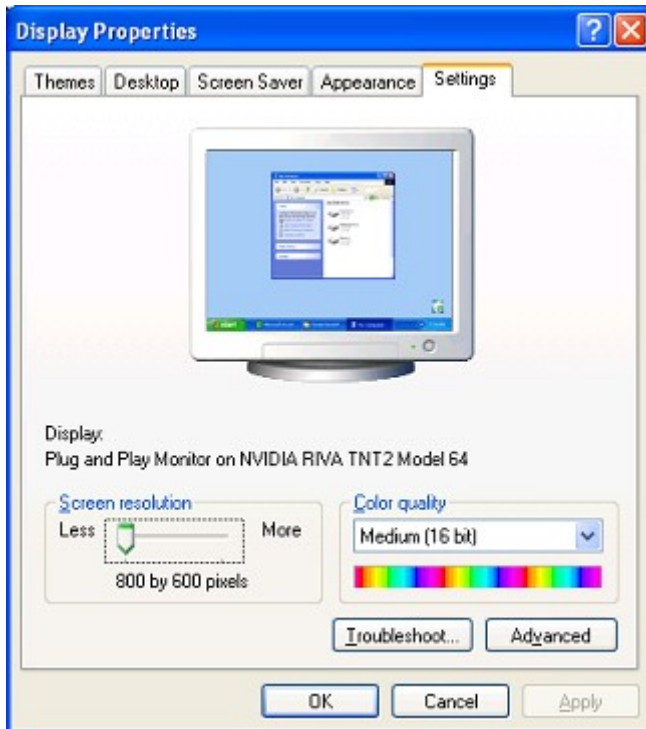 Display Properties
Themes Desktop Screen Saver Appearance Settings
start
Display:
Plug and Play Monitor on NVIDIA RIVA TNT2 Model 64
Screen resolution
Less More
800 by 600 pixels
Color quality
Medium (16 bit)
Troubleshoot... Advanced
OK Cancel Apply